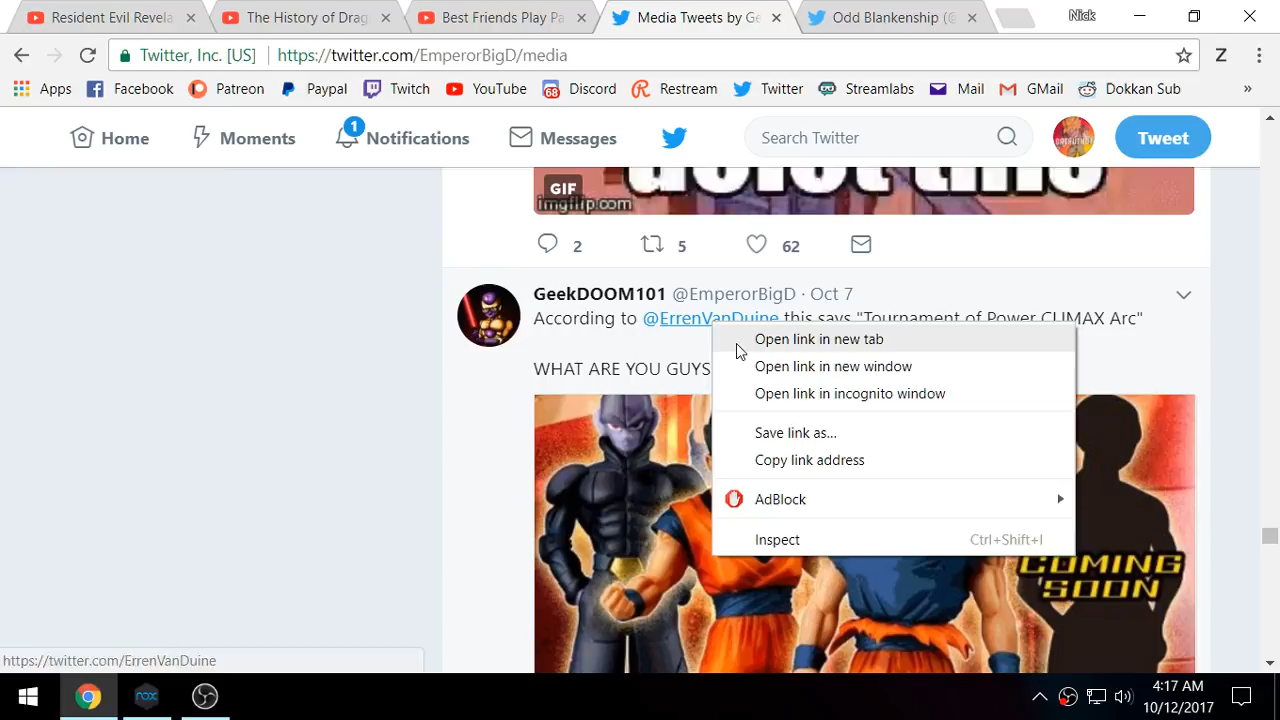 Resident Evil Revela
The History of Drag
Best Friends Play Pa
Media Tweets by Ge
Odd Blankenship (@
Nick
Twitter, Inc. [US] https://twitter.com/EmperorBigD/media
Z
Apps Facebook Patreon Paypal Twitch YouTube 68 Discord Restream Twitter Streamlabs Mail GMail Dokkan Sub »
Home Moments 1 Notifications Messages Search Twitter Tweet
GIF
imgflip.com
2 5 62
GeekDOOM101 @EmperorBigD · Oct 7
According to @ErrenVanDuine this says "Tournament of Power CLIMAX Arc"
WHAT ARE YOU GUYS
Open link in new tab
Open link in new window
Open link in incognito window
Save link as...
Copy link address
AdBlock
Inspect Ctrl+Shift+I
COMING
SOON
https://twitter.com/ErrenVanDuine
nox
4:17 AM
10/12/2017